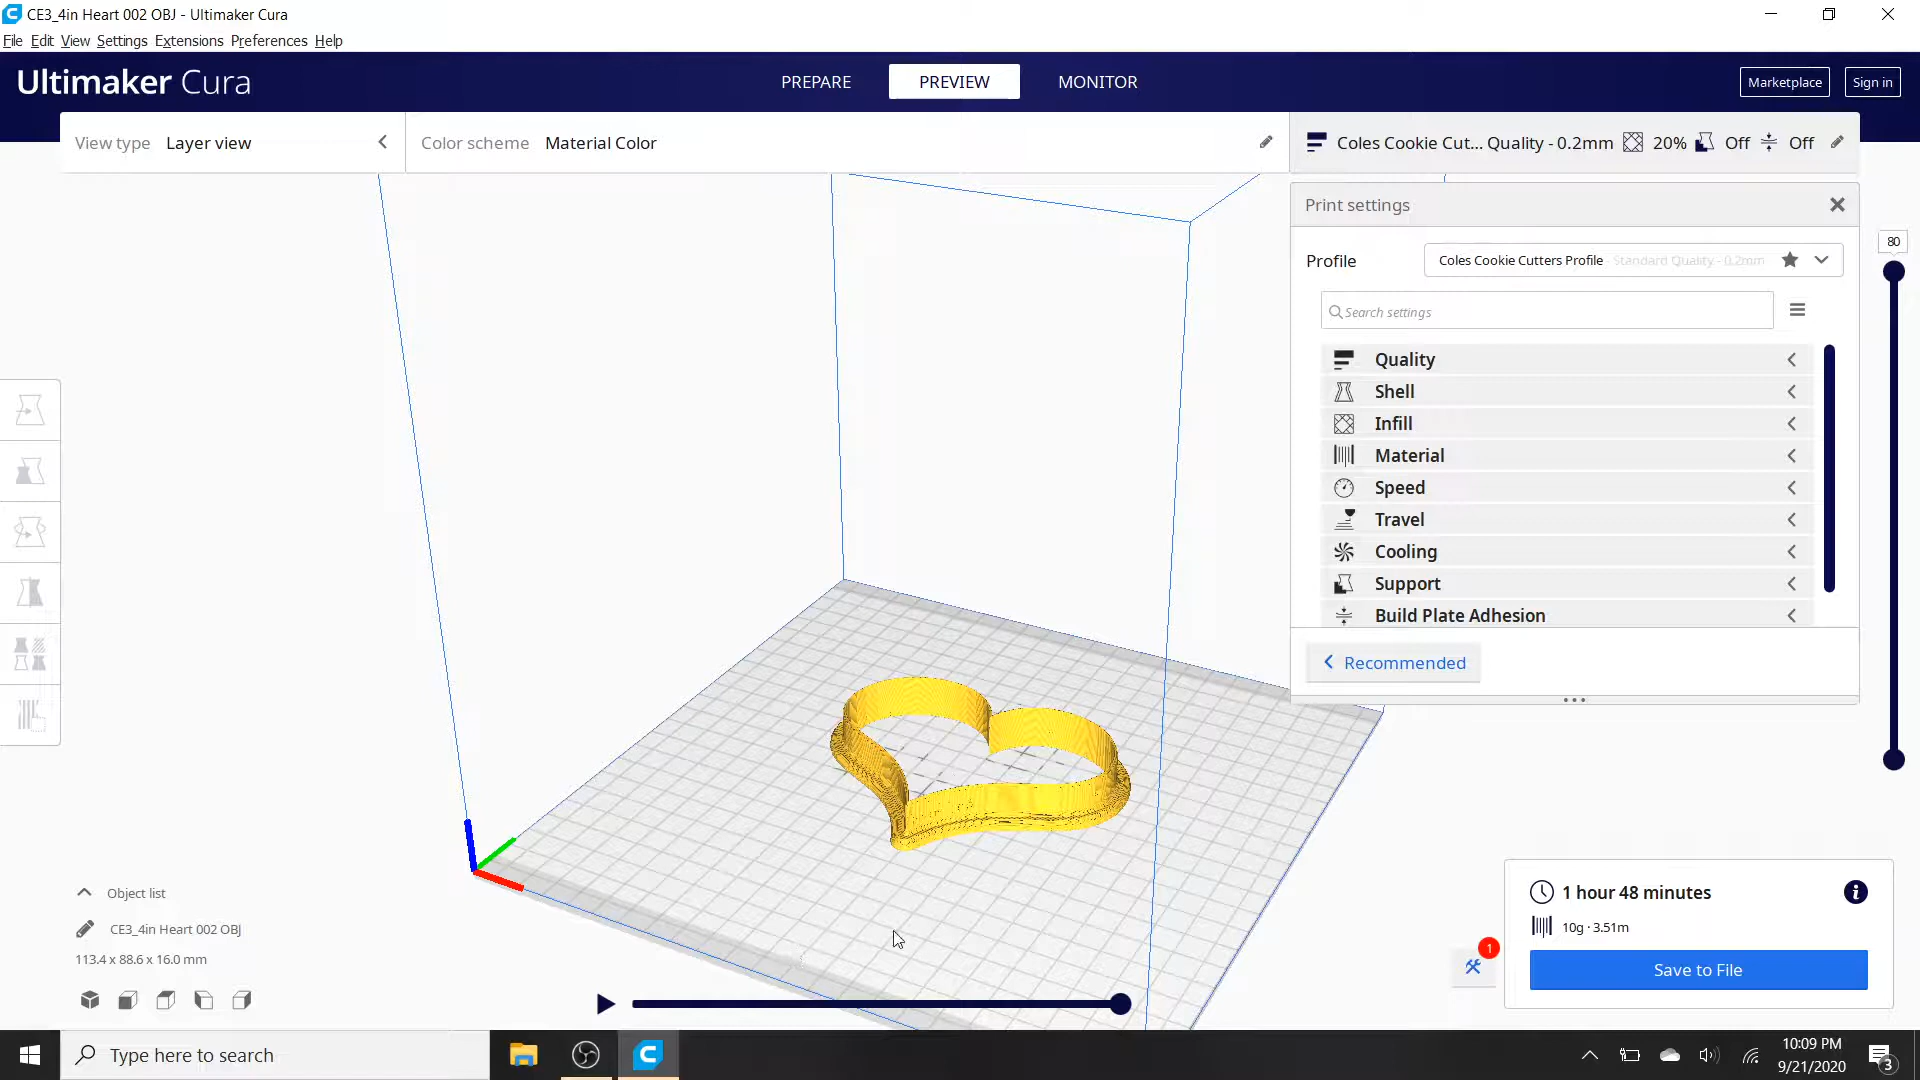 CE3_4in Heart 002 OBJ - Ultimaker Cura
File Edit View Settings Extensions Preferences Help
Ultimaker Cura
PREPARE
PREVIEW
MONITOR
Marketplace
Sign in
View type Layer view
Color scheme Material Color
Coles Cookie Cut... Quality - 0.2mm
20%
Off
Off
Print settings
80
Profile
Coles Cookie Cutters Profile - Standard Quality - 0.2mm
Search settings
Quality
Shell
Infill
Material
Speed
Travel
Cooling
Support
Build Plate Adhesion
Recommended
Object list
CE3_4in Heart 002 OBJ
113.4 x 88.6 x 16.0 mm
1 hour 48 minutes
10g · 3.51m
1
Save to File
Type here to search
10:09 PM
9/21/2020
3